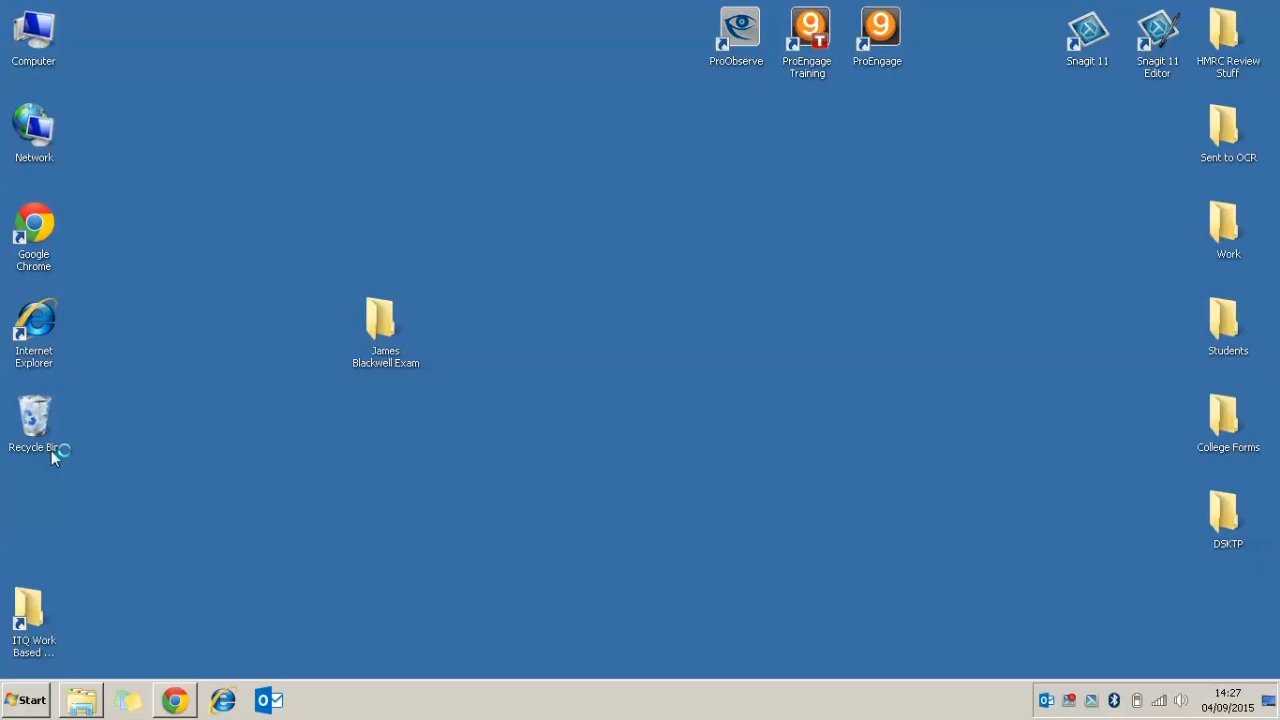 Computer
Network
Google
Chrome
Internet
Explorer
Recycle Bin
ITQ Work
Based ...
James
Blackwell Exam
ProObserve
9
T
ProEngage
Training
9
ProEngage
Snagit 11
Snagit 11
Editor
HMRC Review
Stuff
Sent to OCR
Work
Students
College Forms
DSKTP
Start
14:27
04/09/2015